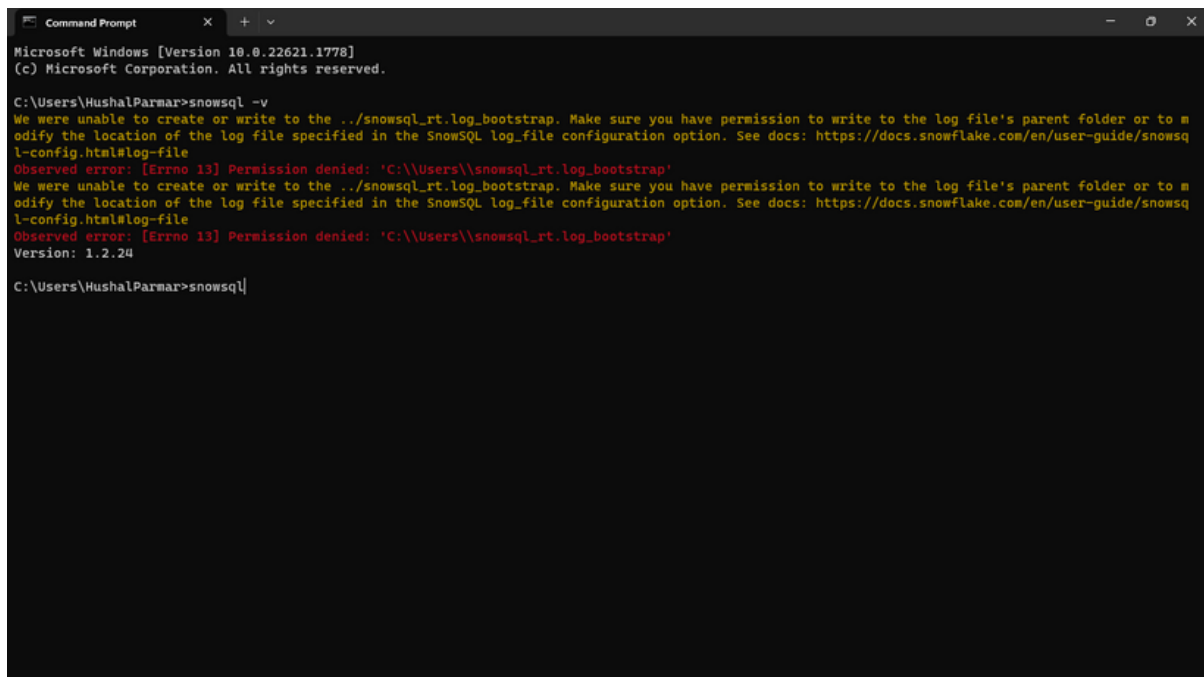 Command Prompt
Microsoft Windows [Version 10.0.22621.1778]
(c) Microsoft Corporation. All rights reserved.
C:\Users\HushalParmar>snowsql -v
We were unable to create or write to the ../snowsql_rt.log_bootstrap. Make sure you have permission to write to the log file's parent folder or to m
odify the location of the log file specified in the SnowSQL log_file configuration option. See docs: https://docs.snowflake.com/en/user-guide/snowsq
l-config.html#log-file
Observed error: [Errno 13] Permission denied: 'C:\\Users\\snowsql_rt.log_bootstrap'
We were unable to create or write to the ../snowsql_rt.log_bootstrap. Make sure you have permission to write to the log file's parent folder or to m
odify the location of the log file specified in the SnowSQL log_file configuration option. See docs: https://docs.snowflake.com/en/user-guide/snowsq
l-config.html#log-file
Observed error: [Errno 13] Permission denied: 'C:\\Users\\snowsql_rt.log_bootstrap'
Version: 1.2.24
C:\Users\HushalParmar>snowsql